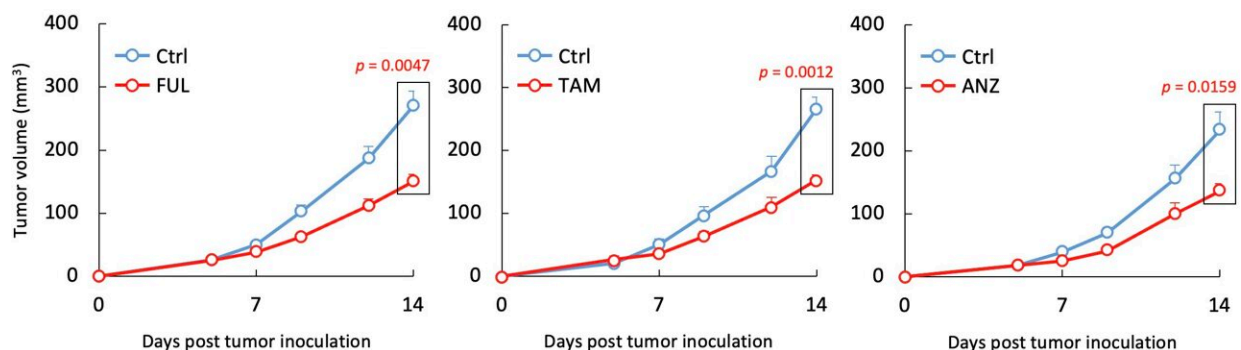 Tumor volume (mm³)
400
300
200
100
0
Ctrl
FUL
p = 0.0047
0
7
14
Days post tumor inoculation
400
300
200
100
0
Ctrl
TAM
p = 0.0012
0
7
14
Days post tumor inoculation
400
300
200
100
0
Ctrl
ANZ
p = 0.0159
0
7
14
Days post tumor inoculation